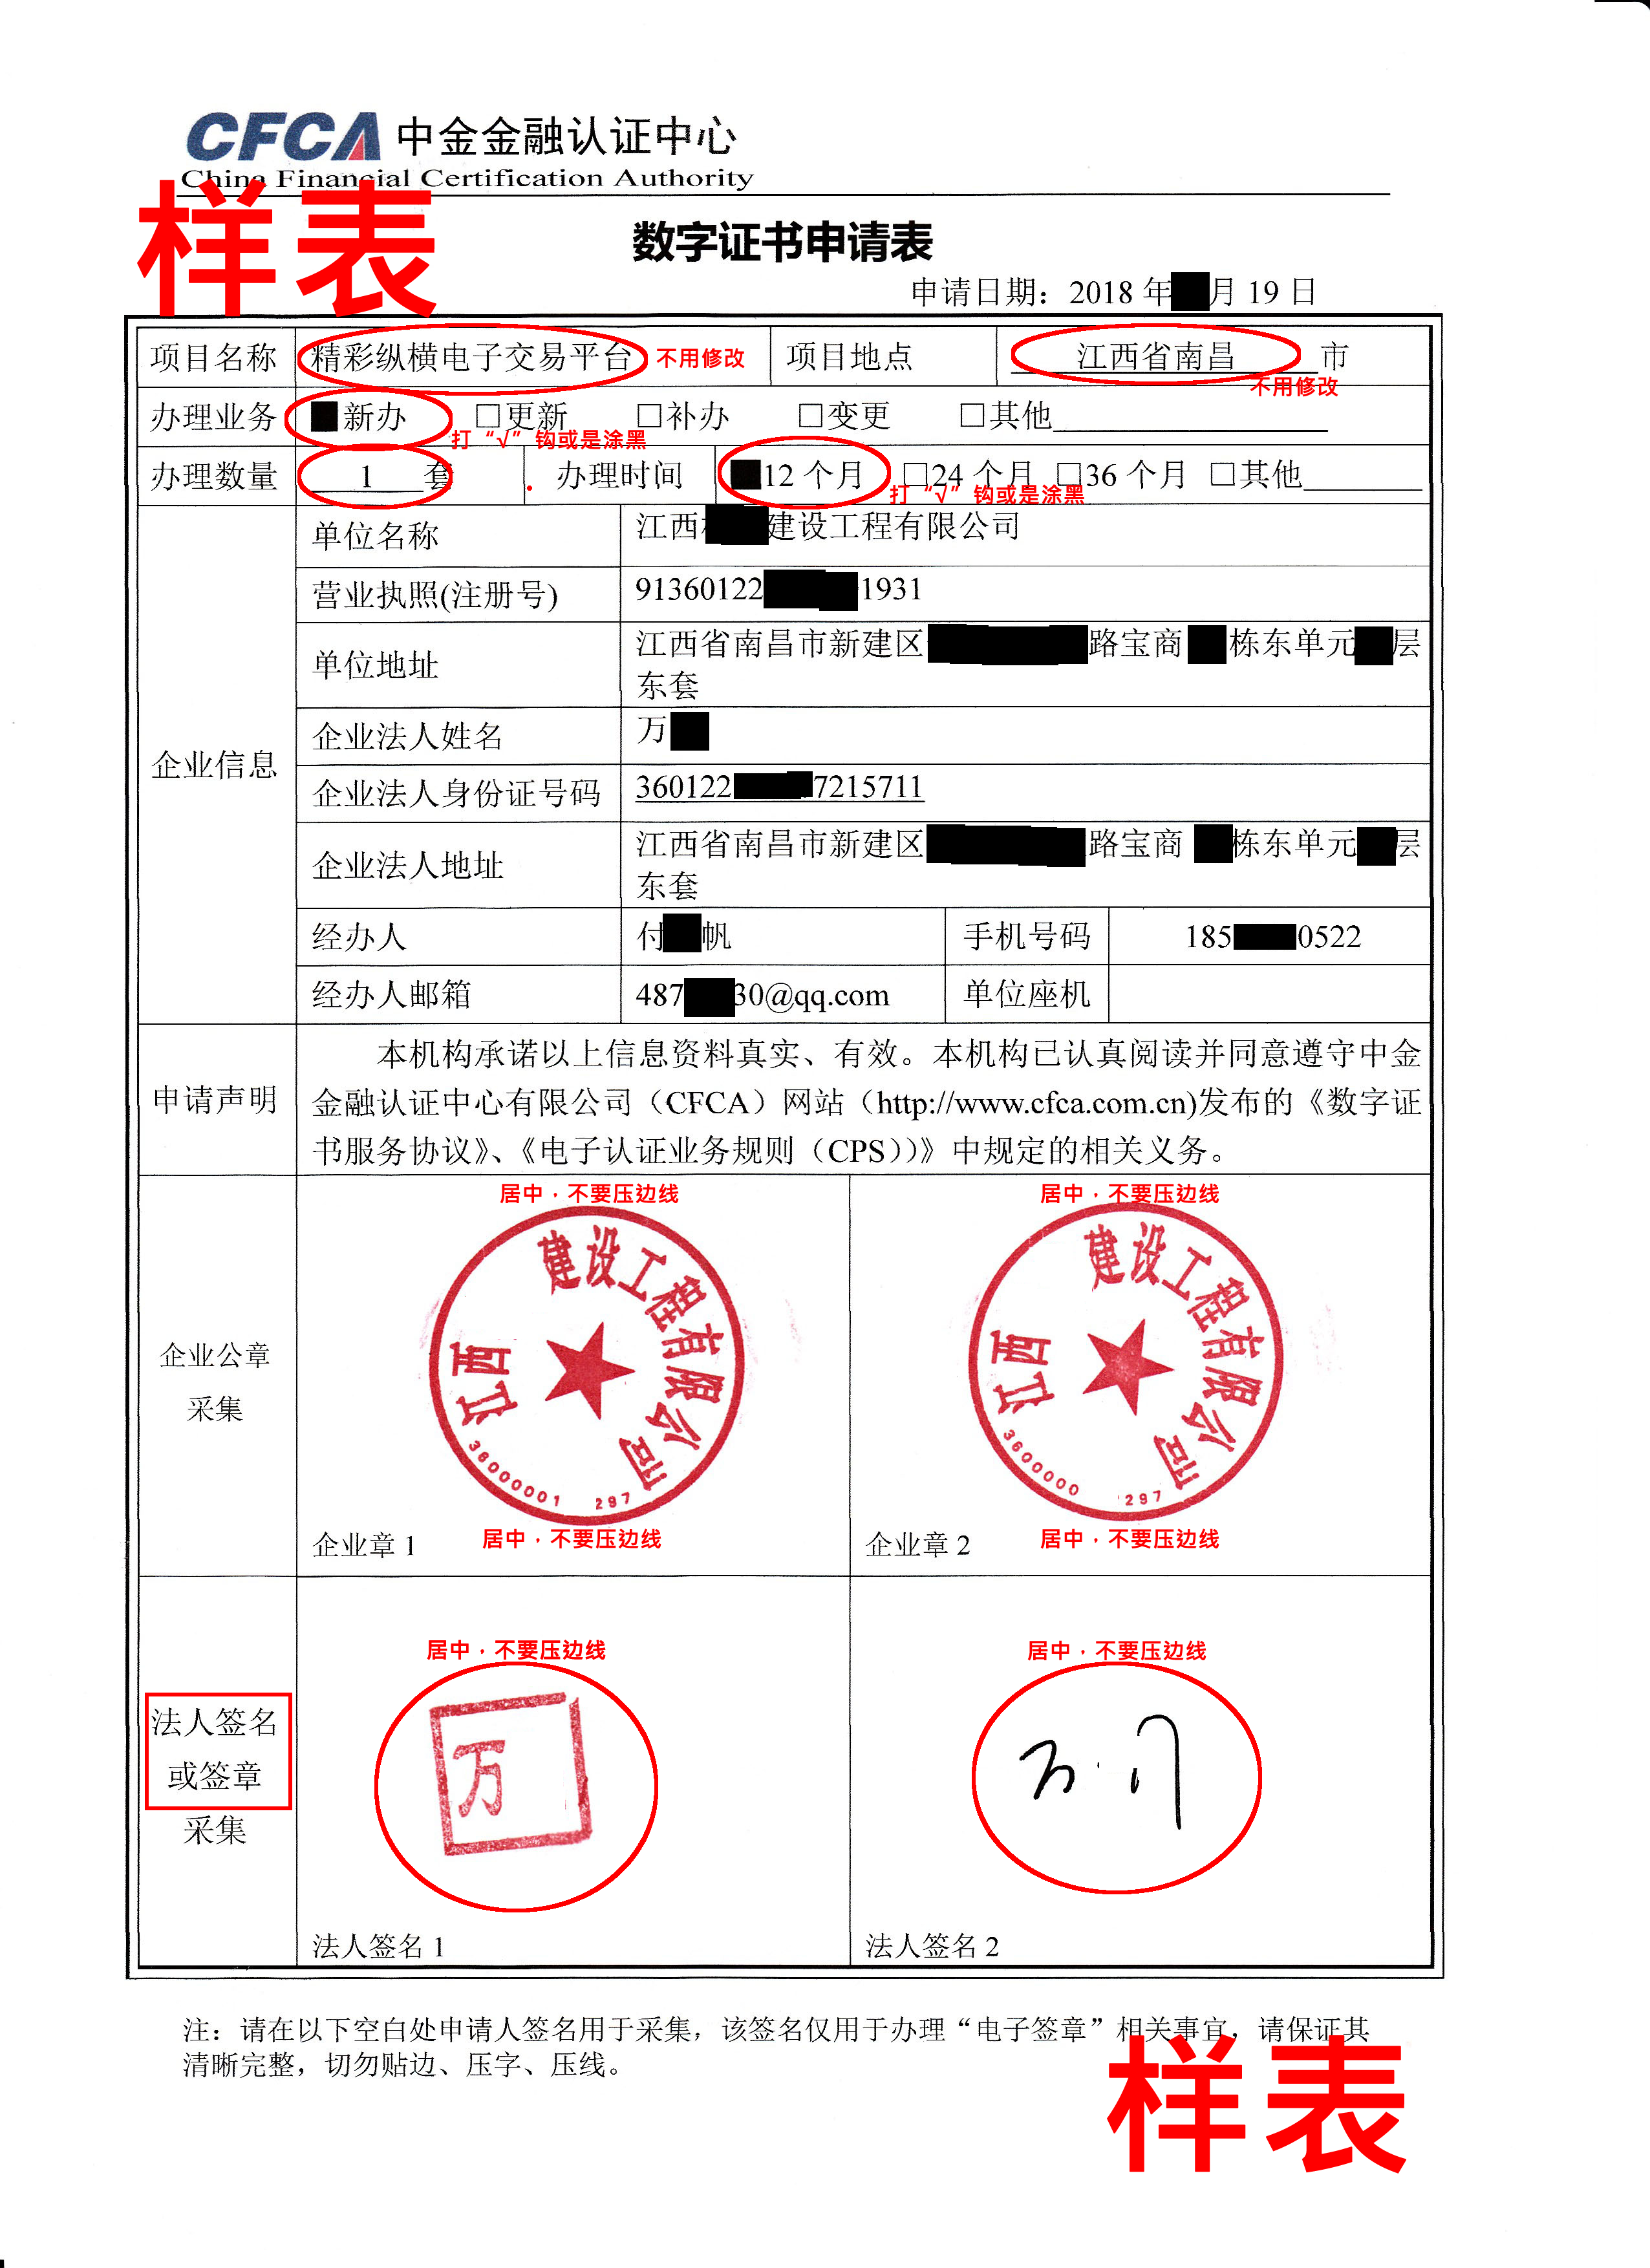 CFCA 中金金融认证中心
China Financial Certification Authority
样表
数字证书申请表
申请日期：2018 年 月 19 日
项目名称 精彩纵横电子交易平台 不用修改 项目地点 江西省南昌 市
不用修改
办理业务 ■新办 □更新 □补办 □变更 □其他
打“√”钩或是涂黑
办理数量 1 套 办理时间 ■12 个月 □24 个月 □36 个月 □其他
打“√”钩或是涂黑
企业信息
单位名称 江西 建设工程有限公司
营业执照(注册号) 91360122 1931
单位地址 江西省南昌市新建区 路宝商 栋东单元 层
东套
企业法人姓名 万
企业法人身份证号码 360122 7215711
企业法人地址 江西省南昌市新建区 路宝商 栋东单元 层
东套
经办人 付 帆 手机号码 185 0522
经办人邮箱 487 30@qq.com 单位座机
申请声明
本机构承诺以上信息资料真实、有效。本机构已认真阅读并同意遵守中金
金融认证中心有限公司（CFCA）网站（http://www.cfca.com.cn)发布的《数字证
书服务协议》、《电子认证业务规则（CPS））》中规定的相关义务。
企业公章
采集
居中，不要压边线
江西 建设工程有限公司
36000001 297
居中，不要压边线
企业章 1
居中，不要压边线
江西 建设工程有限公司
3600000 297
居中，不要压边线
企业章 2
法人签名
或签章
采集
居中，不要压边线
万
法人签名 1
居中，不要压边线
万
法人签名 2
注：请在以下空白处申请人签名用于采集，该签名仅用于办理“电子签章”相关事宜，请保证其
清晰完整，切勿贴边、压字、压线。
样表